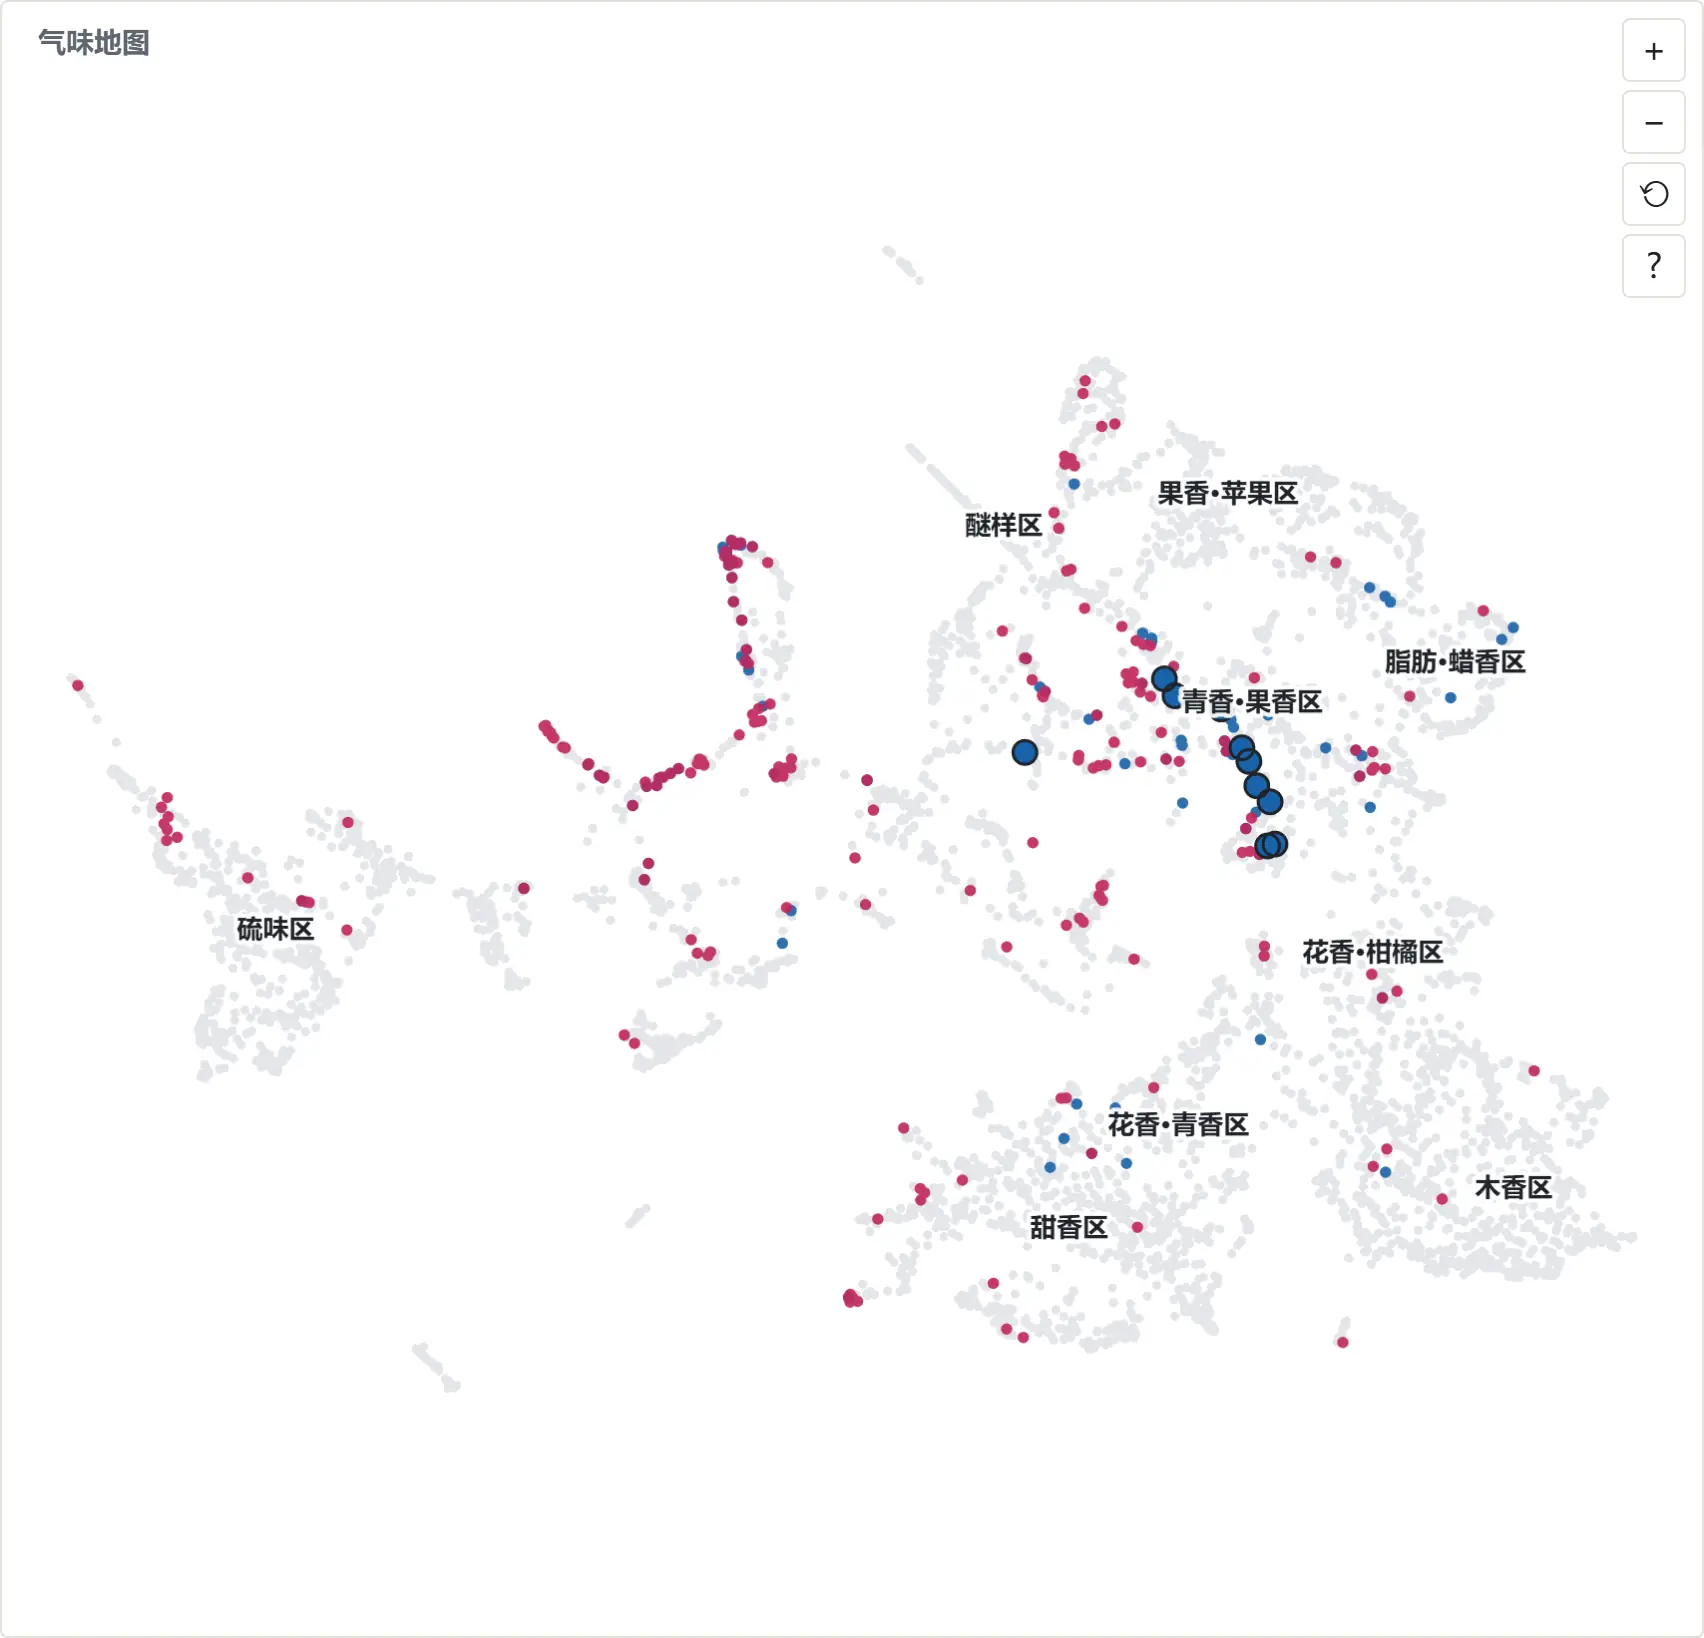 气味地图
+
−
?
果香•苹果区
醚样区
脂肪•蜡香区
青香•果香区
硫味区
花香•柑橘区
花香•青香区
木香区
甜香区